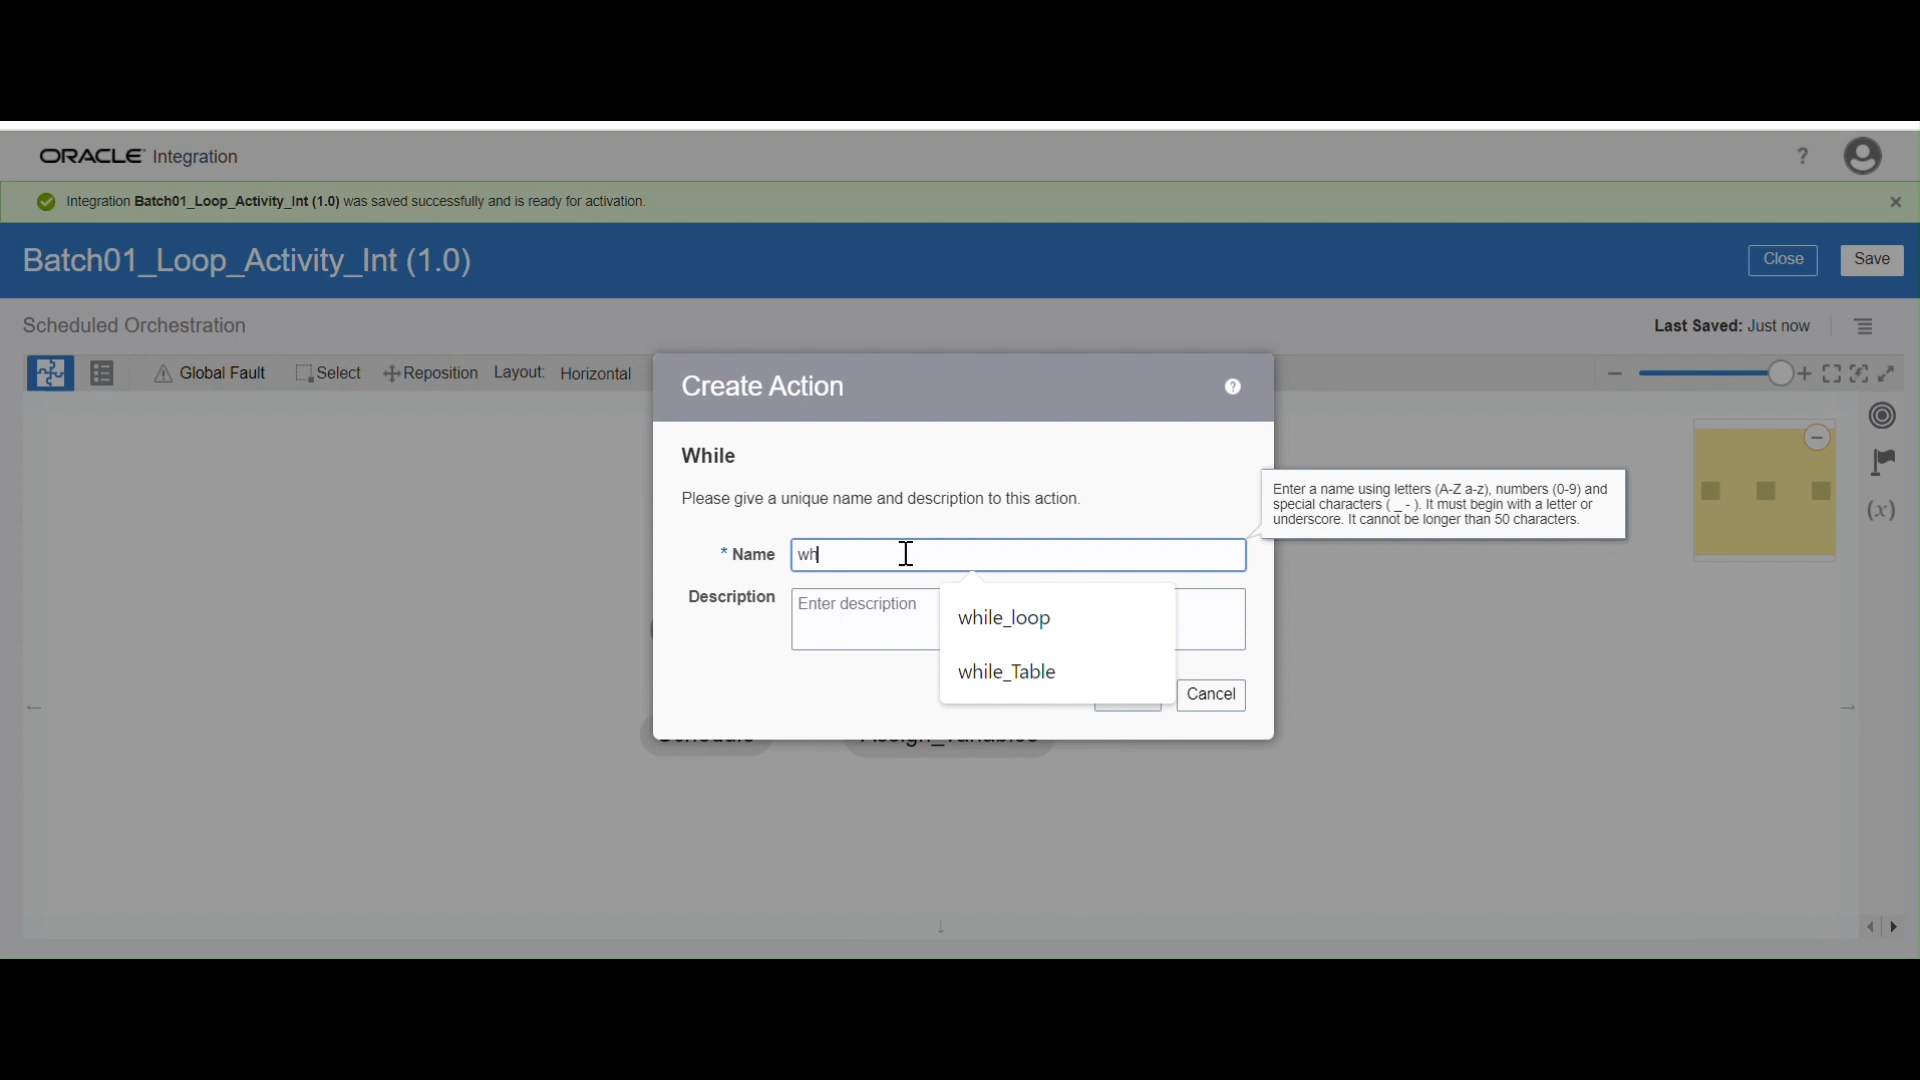 ORACLE Integration
?
Integration Batch01_Loop_Activity_Int (1.0) was saved successfully and is ready for activation.
Batch01_Loop_Activity_Int (1.0)
Close
Save
Scheduled Orchestration
Last Saved: Just now
Global Fault
Select
Reposition
Layout:
Horizontal
Create Action
?
While
Please give a unique name and description to this action.
Enter a name using letters (A-Z a-z), numbers (0-9) and
special characters ( _ - ). It must begin with a letter or
underscore. It cannot be longer than 50 characters.
(x)
* Name
wh
Description
Enter description
while_loop
while_Table
Cancel